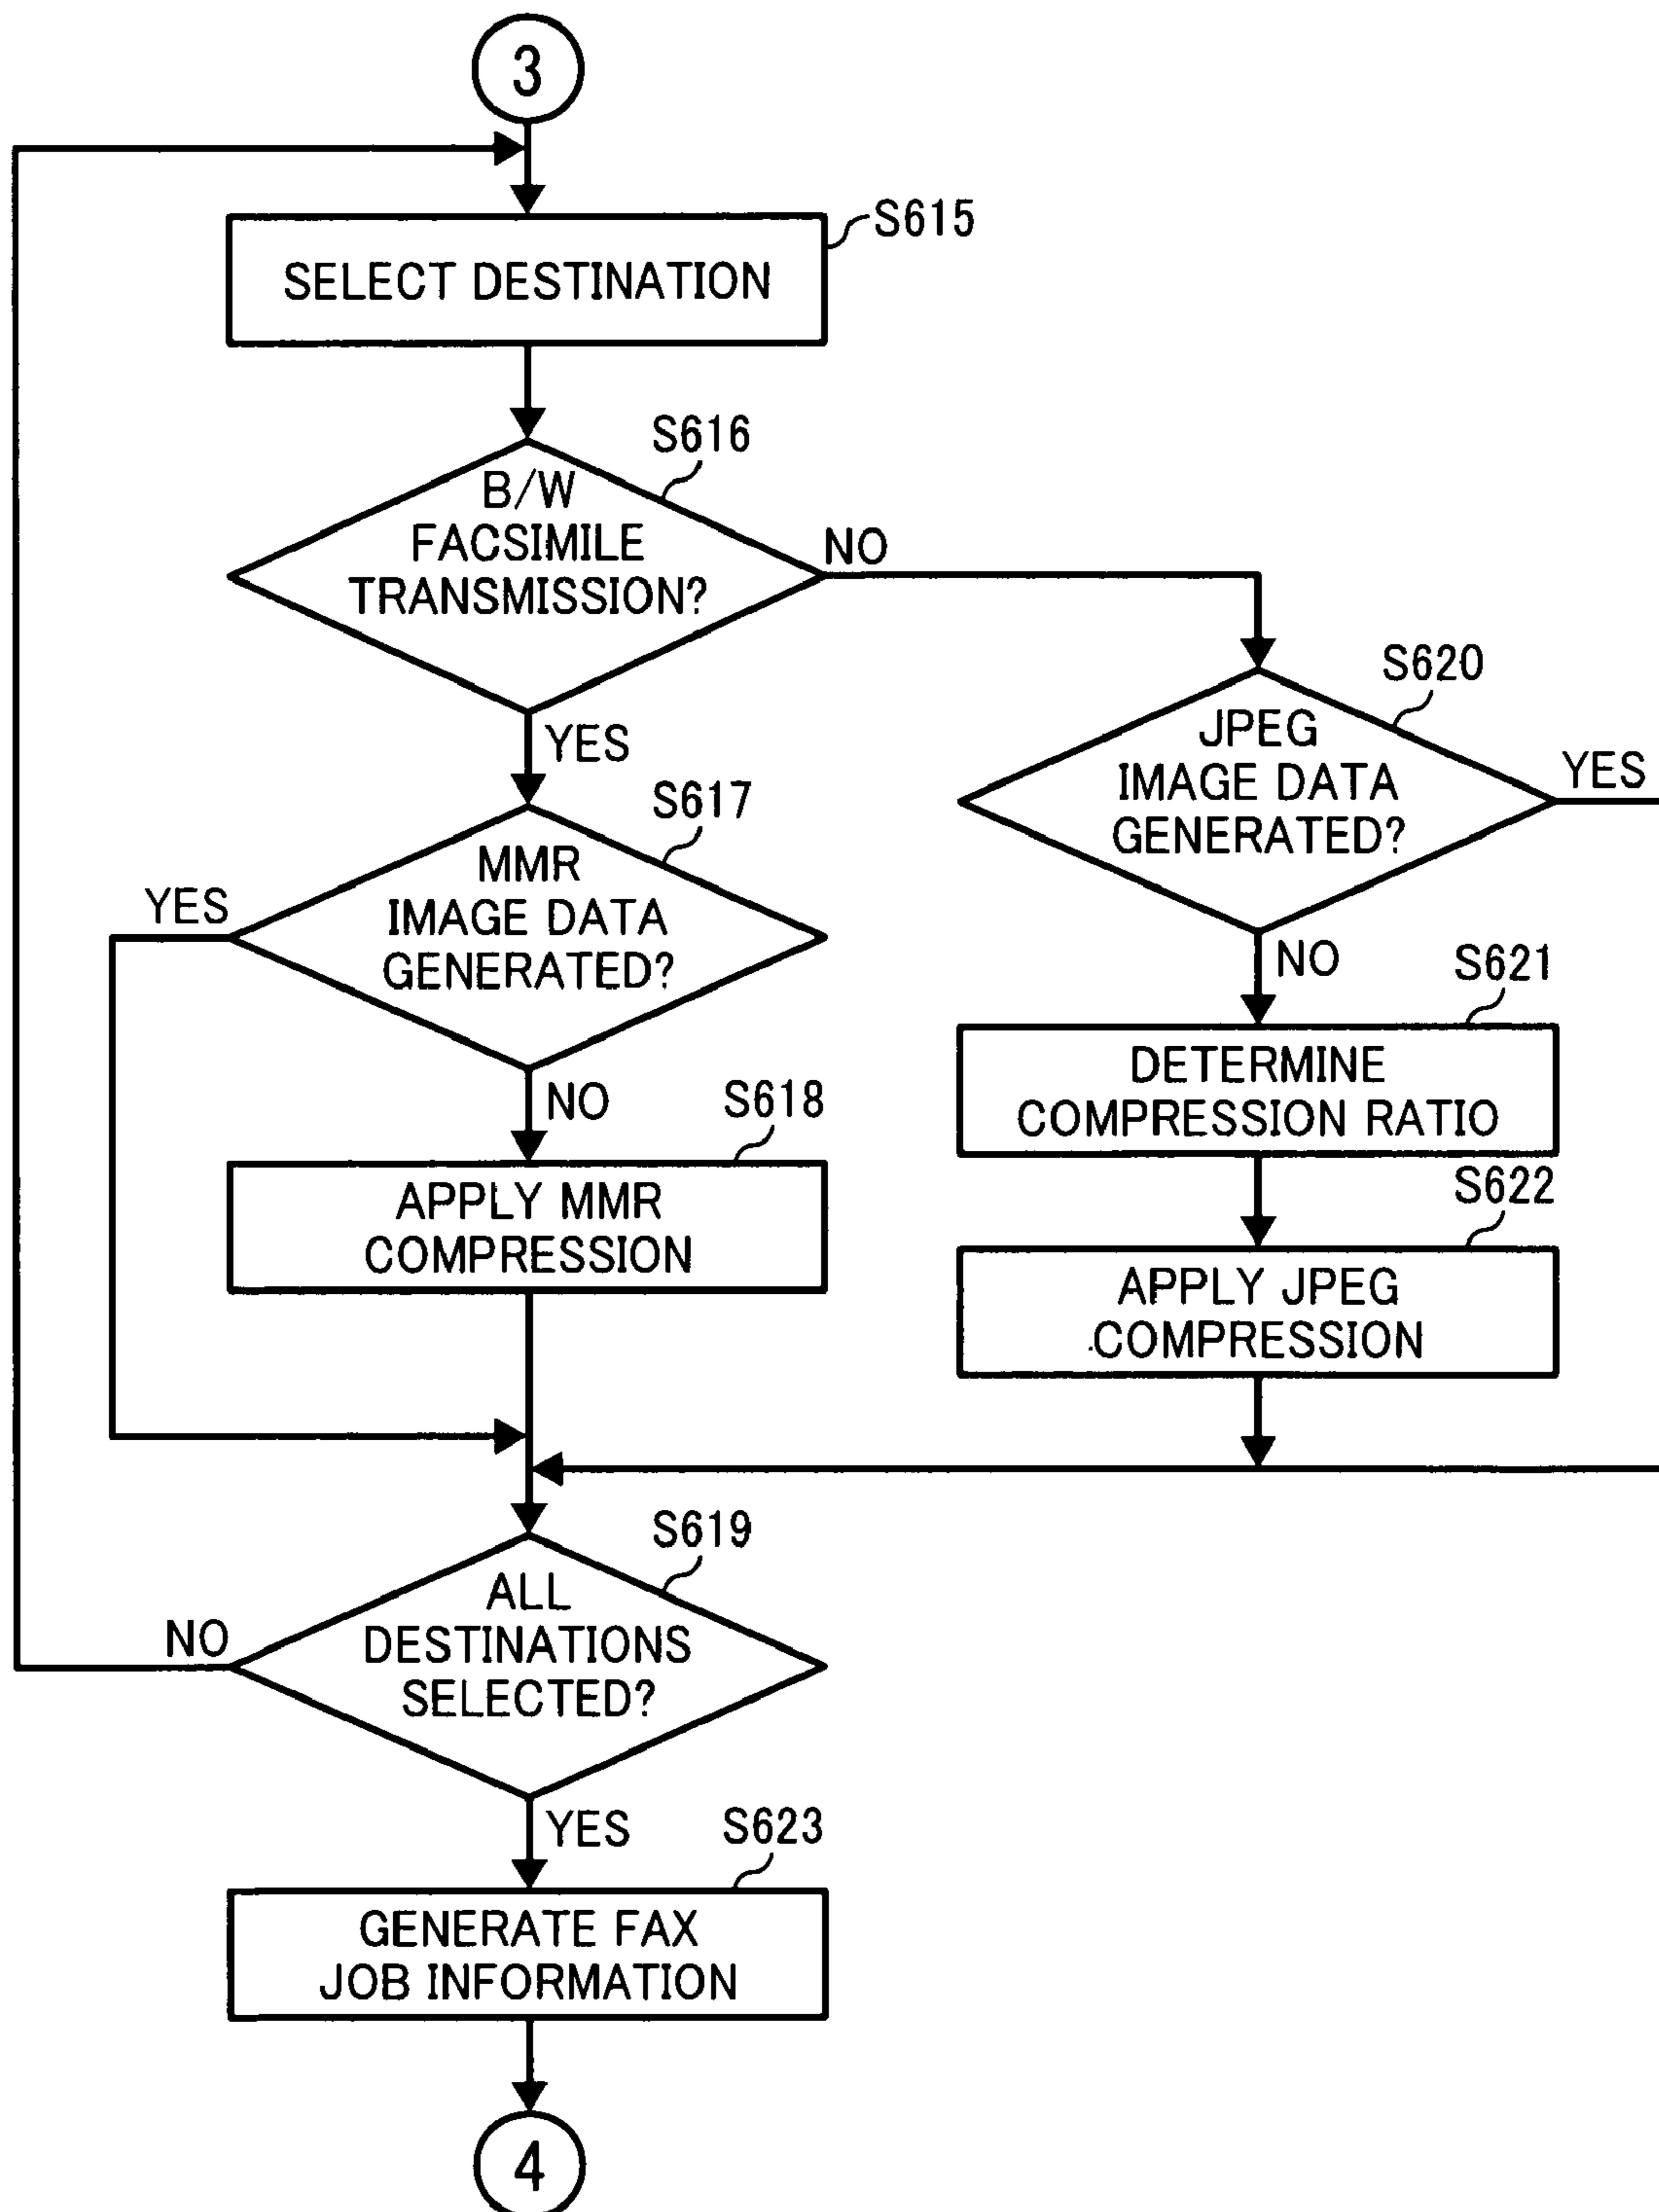 3
S615
SELECT DESTINATION
S616
B/W
FACSIMILE
TRANSMISSION?
NO
YES
S620
JPEG
IMAGE DATA
GENERATED?
YES
S617
MMR
IMAGE DATA
GENERATED?
YES
NO
NO
S621
DETERMINE
COMPRESSION RATIO
S618
APPLY MMR
COMPRESSION
S622
APPLY JPEG
COMPRESSION
S619
ALL
DESTINATIONS
SELECTED?
NO
YES
S623
GENERATE FAX
JOB INFORMATION
4